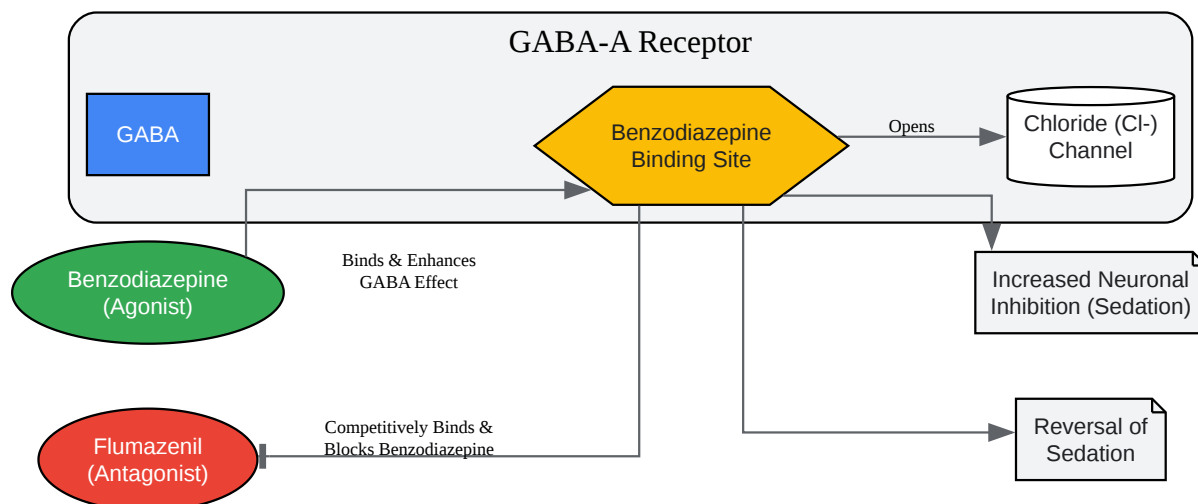 GABA-A Receptor
GABA
Benzodiazepine
Binding Site
Opens
Chloride (Cl-)
Channel
Benzodiazepine
(Agonist)
Binds & Enhances
GABA Effect
Increased Neuronal
Inhibition (Sedation)
Flumazenil
(Antagonist)
Competitively Binds &
Blocks Benzodiazepine
Reversal of
Sedation